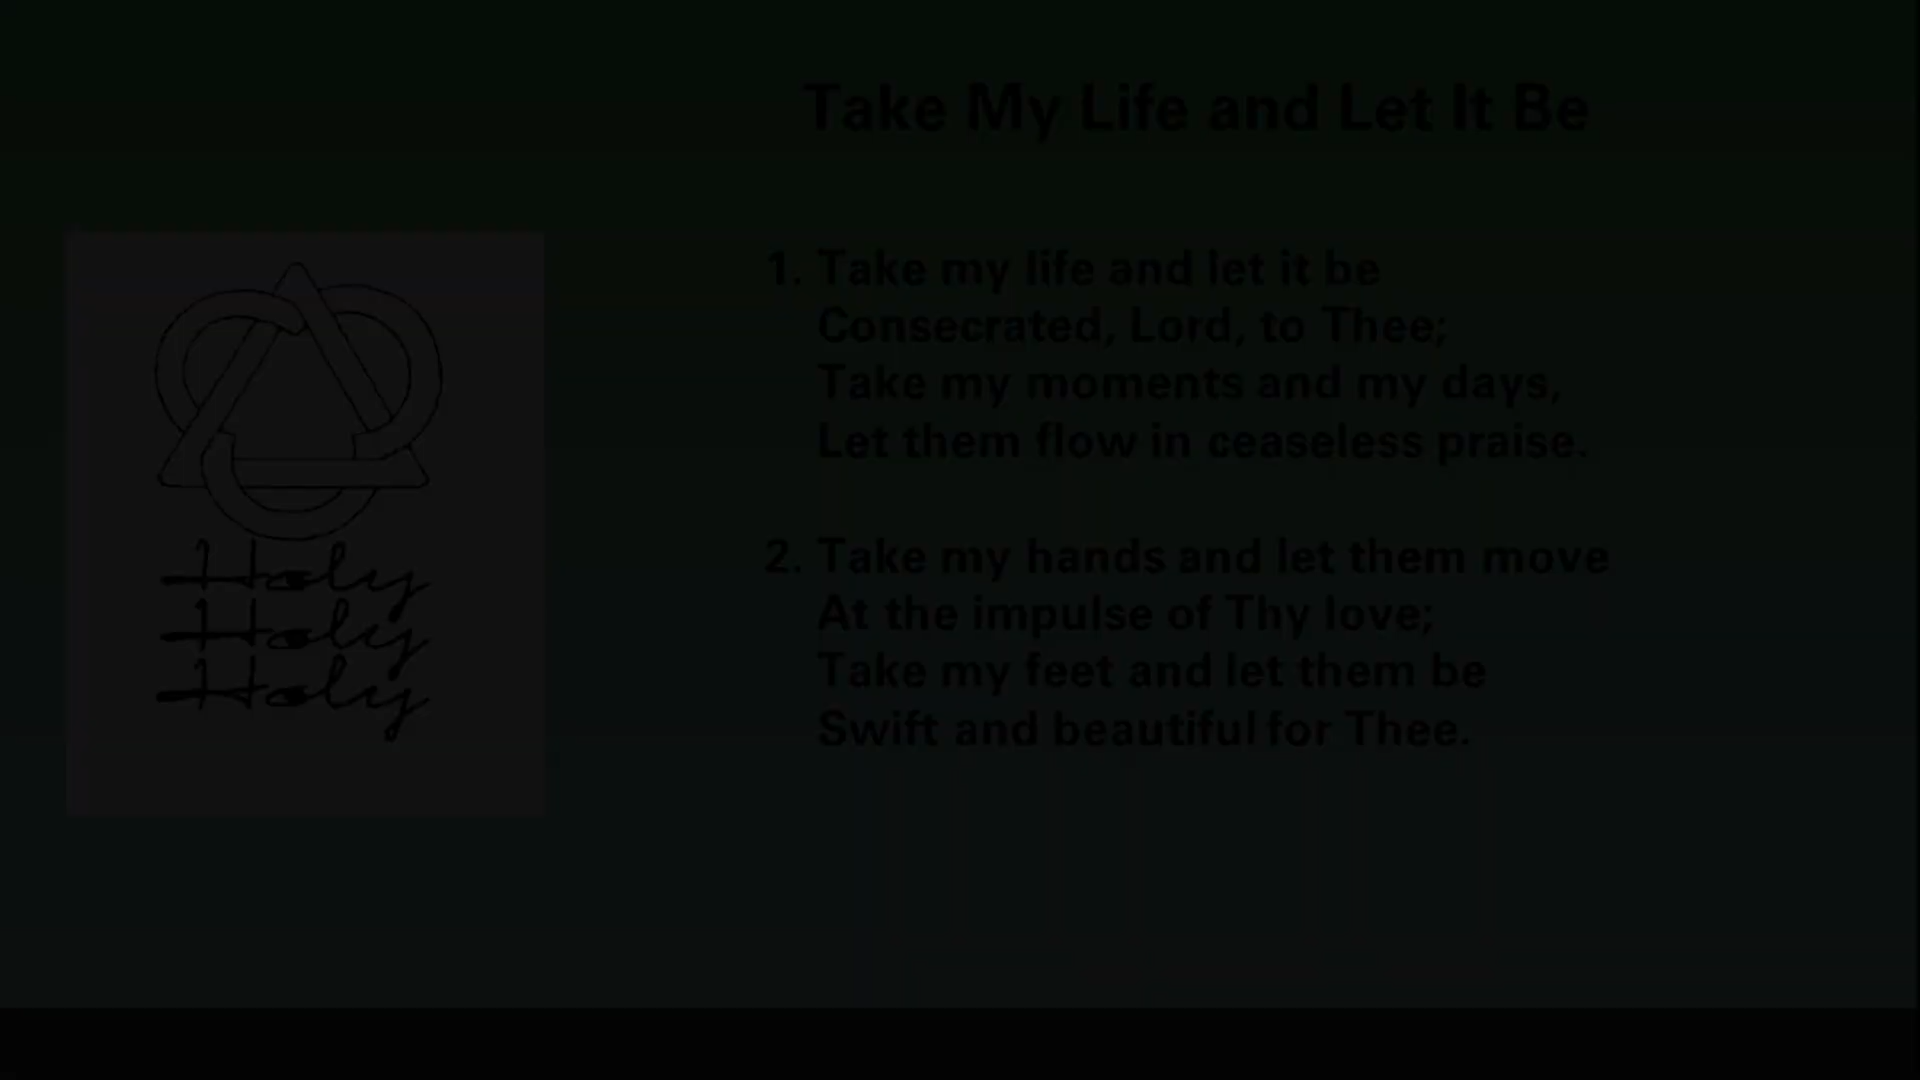 Take My Life and Let It Be
Holy
Holy
Holy
1. Take my life and let it be
Consecrated, Lord, to Thee;
Take my moments and my days,
Let them flow in ceaseless praise.
2. Take my hands and let them move
At the impulse of Thy love;
Take my feet and let them be
Swift and beautiful for Thee.